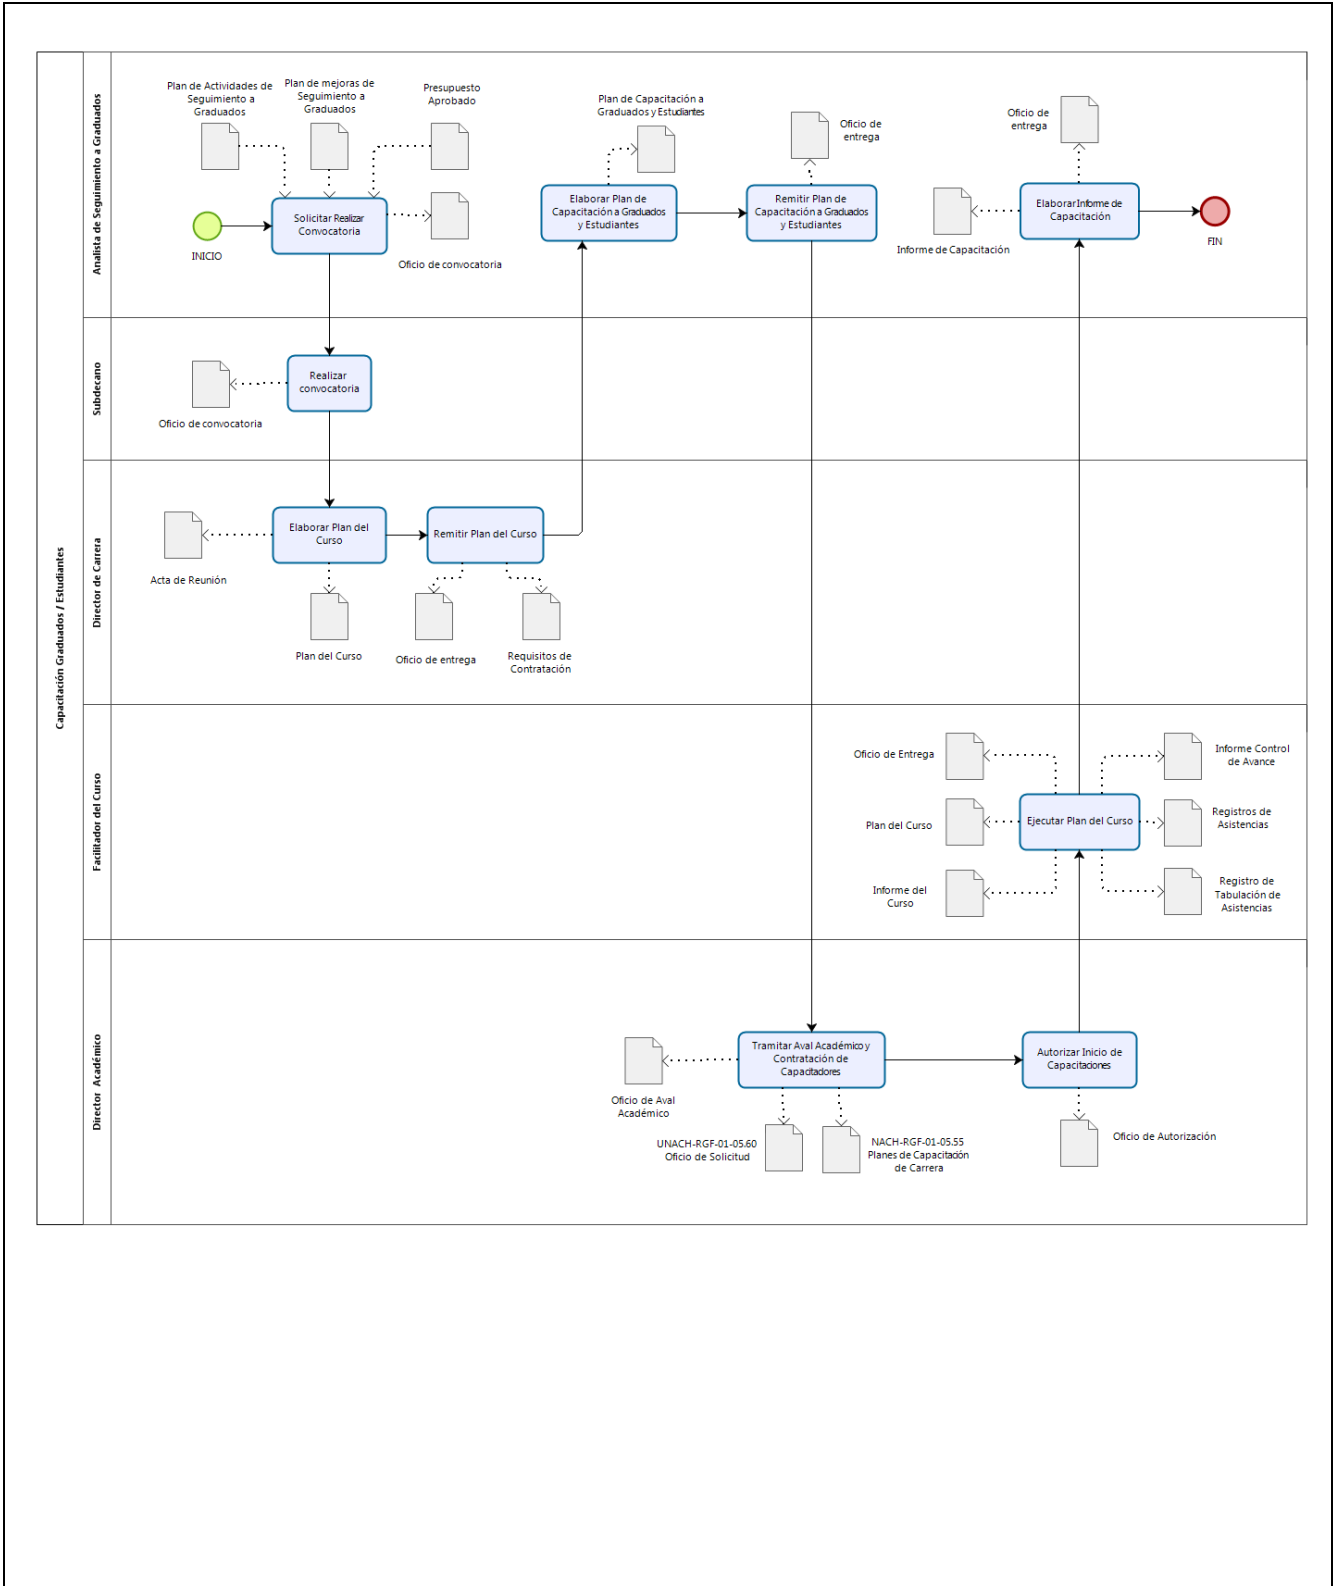 Capacitación Graduados / Estudiantes
Analista de Seguimiento a Graduados
Plan de Actividades de
Seguimiento a
Graduados
Plan de mejoras de
Seguimiento a
Graduados
Presupuesto
Aprobado
INICIO
Solicitar Realizar
Convocatoria
Oficio de convocatoria
Plan de Capacitación a
Graduados y Estudiantes
Elaborar Plan de
Capacitación a Graduados
y Estudiantes
Oficio de
entrega
Remitir Plan de
Capacitación a Graduados
y Estudiantes
Oficio de
entrega
Elaborar Informe de
Capacitación
Informe de Capacitación
FIN
Subdecano
Realizar
convocatoria
Oficio de convocatoria
Director de Carrera
Elaborar Plan del
Curso
Remitir Plan del Curso
Acta de Reunión
Plan del Curso
Oficio de entrega
Requisitos de
Contratación
Facilitador del Curso
Oficio de Entrega
Informe Control
de Avance
Plan del Curso
Ejecutar Plan del Curso
Registros de
Asistencias
Informe del
Curso
Registro de
Tabulación de
Asistencias
Director Académico
Tramitar Aval Académico y
Contratación de
Capacitadores
Autorizar Inicio de
Capacitaciones
Oficio de Aval
Académico
UNACH-RGF-01-05.60
Oficio de Solicitud
NACH-RGF-01-05.55
Planes de Capacitación
de Carrera
Oficio de Autorización